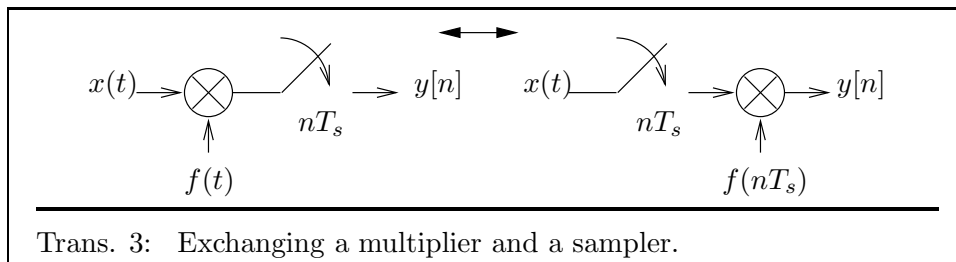 x(t) y[n] x(t) y[n]
nT_s nT_s
f(t) f(nT_s)
Trans. 3: Exchanging a multiplier and a sampler.